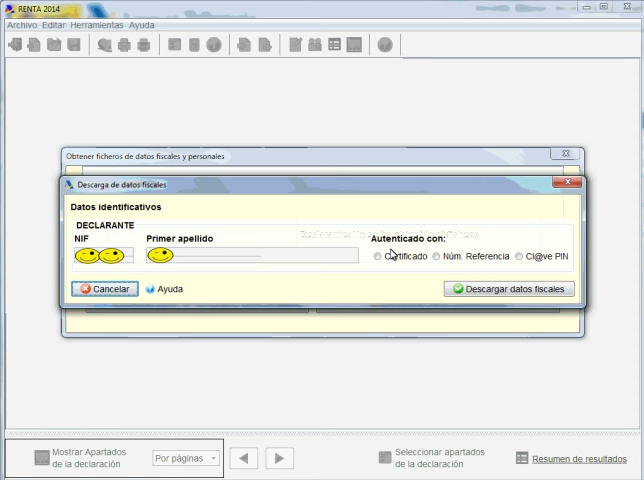 RENTA 2014
Archivo Editar Herramientas Ayuda
Obtener ficheros de datos fiscales y personales
Descarga de datos fiscales
Datos identificativos
DECLARANTE
NIF Primer apellido Autenticado con:
Certificado Núm. Referencia Cl@ve PIN
Cancelar Ayuda Descargar datos fiscales
Mostrar Apartados
de la declaración
Por páginas
Seleccionar apartados
de la declaración
Resumen de resultados